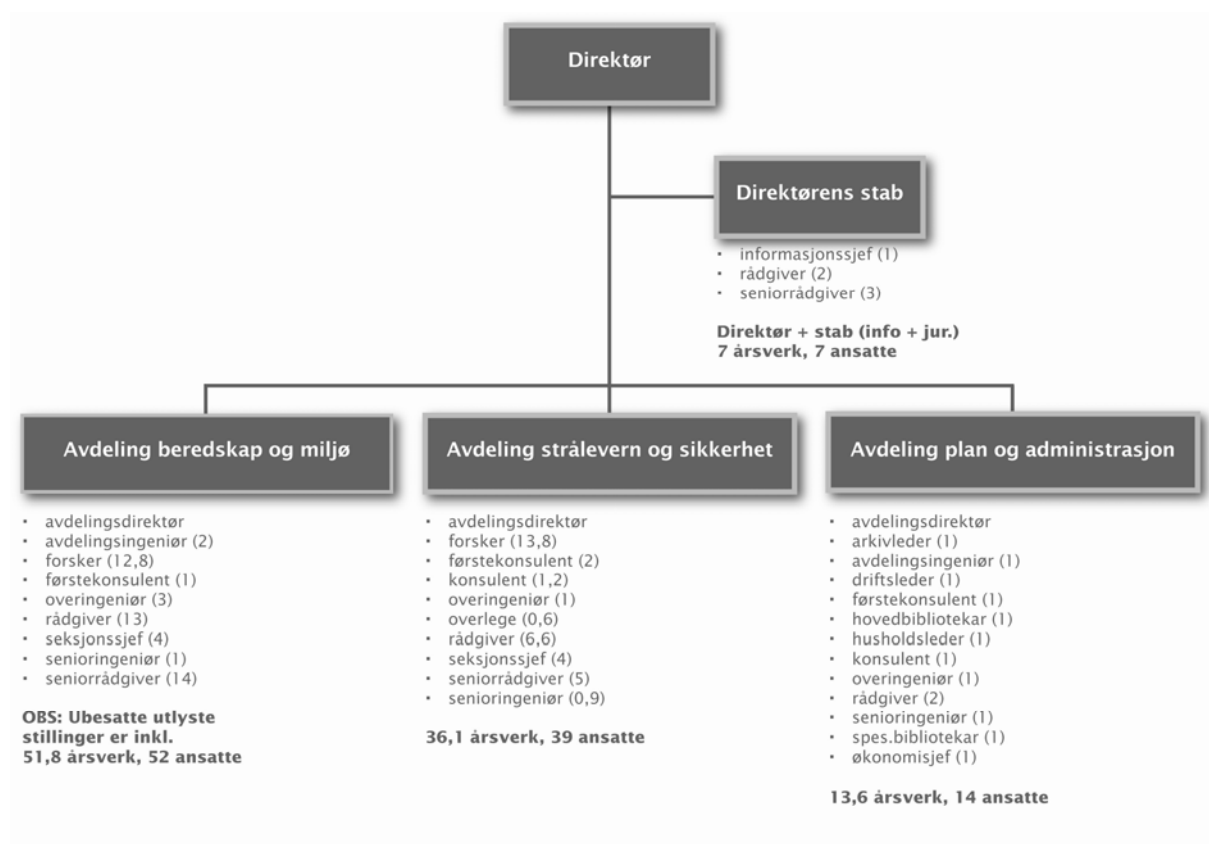 Direktør
Direktørens stab
• informasjonssjef (1)
• rådgiver (2)
• seniorrådgiver (3)
Direktør + stab (info + jur.)
7 årsverk, 7 ansatte
Avdeling beredskap og miljø
• avdelingsdirektør
• avdelingsingeniør (2)
• forsker (12,8)
• førstekonsulent (1)
• overingeniør (3)
• rådgiver (13)
• seksjonssjef (4)
• senioringeniør (1)
• seniorrådgiver (14)
OBS: Ubesatte utlyste
stillinger er inkl.
51,8 årsverk, 52 ansatte
Avdeling strålevern og sikkerhet
• avdelingsdirektør
• forsker (13,8)
• førstekonsulent (2)
• konsulent (1,2)
• overingeniør (1)
• overlege (0,6)
• rådgiver (6,6)
• seksjonssjef (4)
• seniorrådgiver (5)
• senioringeniør (0,9)
36,1 årsverk, 39 ansatte
Avdeling plan og administrasjon
• avdelingsdirektør
• arkivleder (1)
• avdelingsingeniør (1)
• driftsleder (1)
• førstekonsulent (1)
• hovedbibliotekar (1)
• husholdsleder (1)
• konsulent (1)
• overingeniør (1)
• rådgiver (2)
• senioringeniør (1)
• spes.bibliotekar (1)
• økonomisjef (1)
13,6 årsverk, 14 ansatte